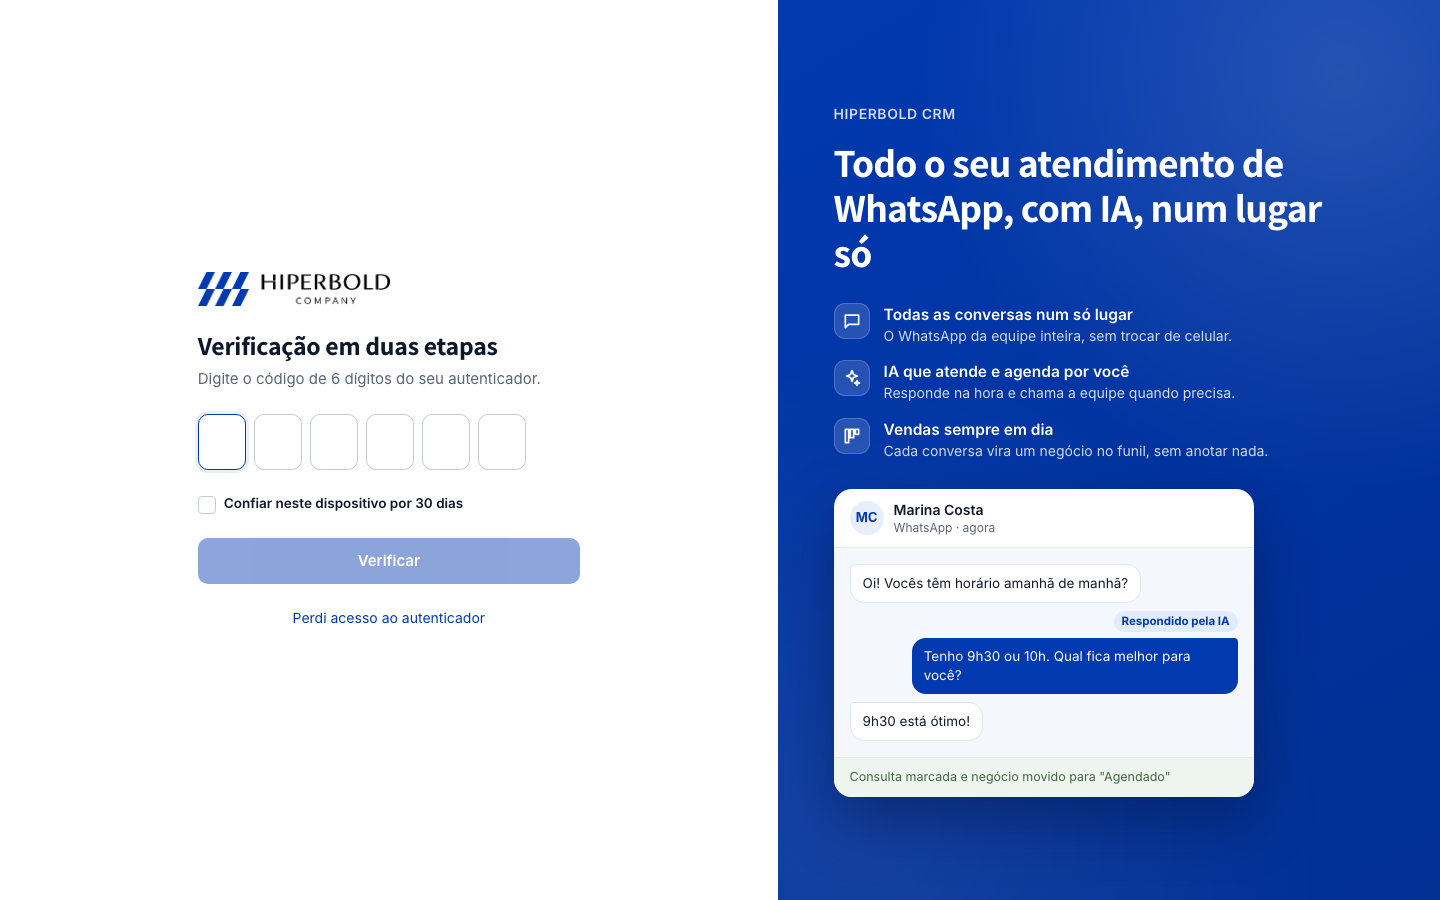 HIPERBOLD
COMPANY
Verificação em duas etapas
Digite o código de 6 dígitos do seu autenticador.
Confiar neste dispositivo por 30 dias
Verificar
Perdi acesso ao autenticador
HIPERBOLD CRM
Todo o seu atendimento de
WhatsApp, com IA, num lugar
só
Todas as conversas num só lugar
O WhatsApp da equipe inteira, sem trocar de celular.
IA que atende e agenda por você
Responde na hora e chama a equipe quando precisa.
Vendas sempre em dia
Cada conversa vira um negócio no funil, sem anotar nada.
MC
Marina Costa
WhatsApp · agora
Oi! Vocês têm horário amanhã de manhã?
Respondido pela IA
Tenho 9h30 ou 10h. Qual fica melhor para
você?
9h30 está ótimo!
Consulta marcada e negócio movido para "Agendado"